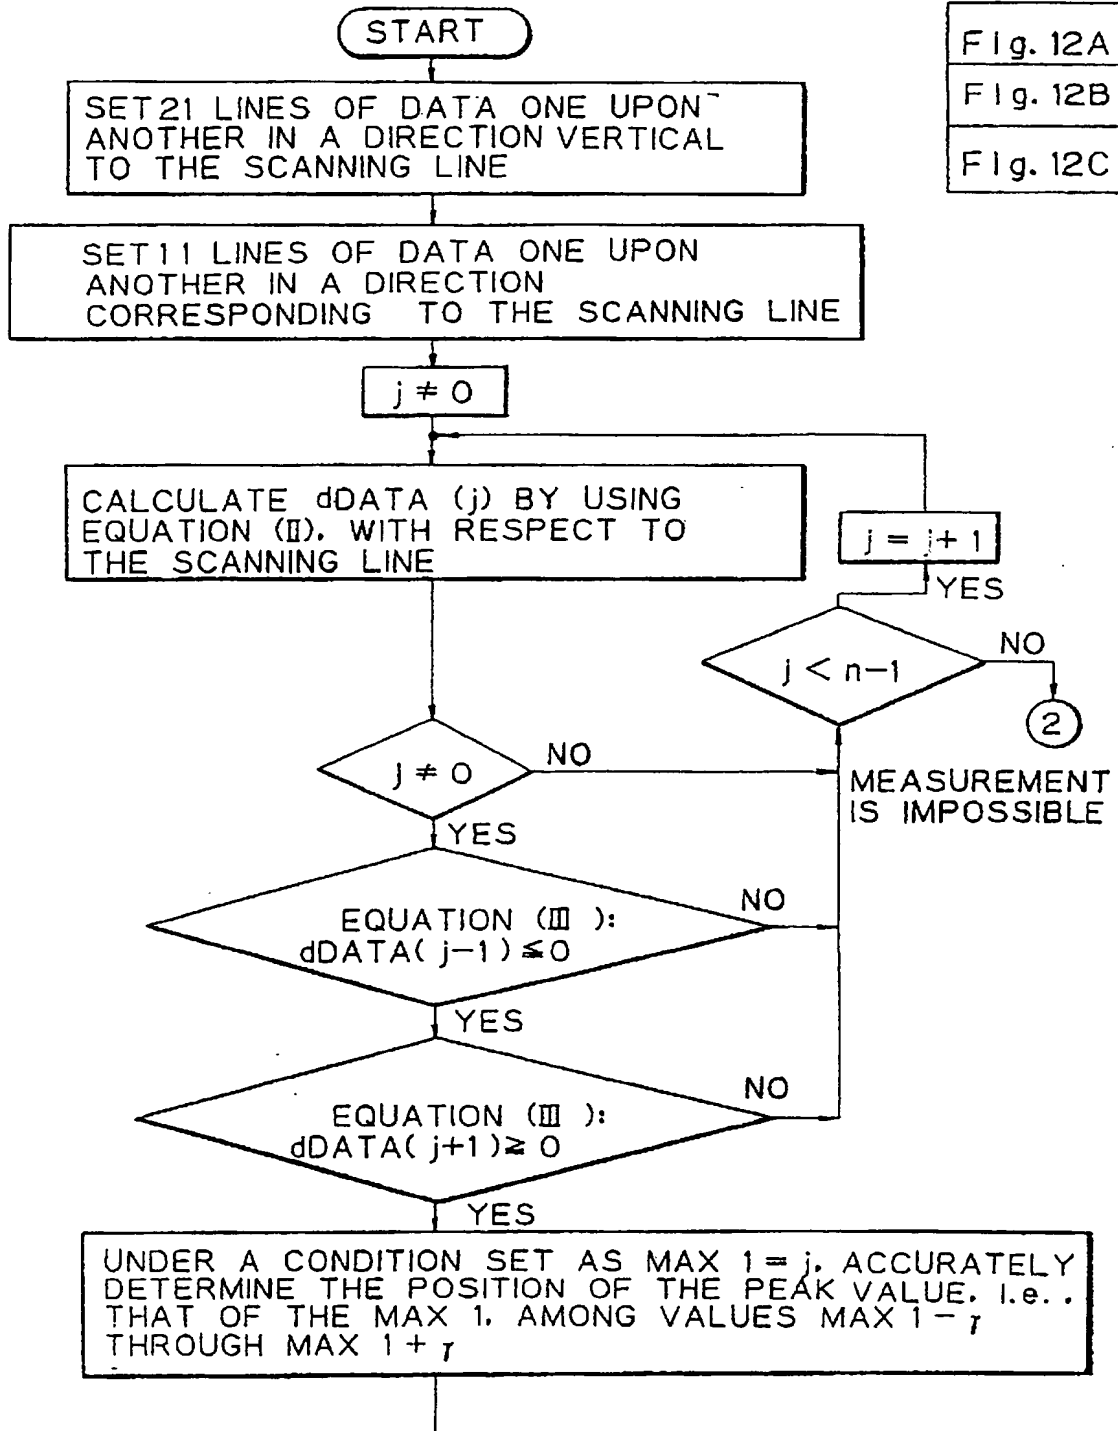 START
Fig. 12A
Fig. 12B
Fig. 12C
SET 21 LINES OF DATA ONE UPON
ANOTHER IN A DIRECTION VERTICAL
TO THE SCANNING LINE
SET 11 LINES OF DATA ONE UPON
ANOTHER IN A DIRECTION
CORRESPONDING TO THE SCANNING LINE
j ≠ 0
CALCULATE dDATA (j) BY USING
EQUATION (II). WITH RESPECT TO
THE SCANNING LINE
j = j+1
YES
j < n-1
NO
2
MEASUREMENT
IS IMPOSSIBLE
j ≠ 0
NO
YES
EQUATION (III):
dDATA(j-1)≦0
NO
YES
EQUATION (III):
dDATA(j+1)≧0
NO
YES
UNDER A CONDITION SET AS MAX 1 = j. ACCURATELY
DETERMINE THE POSITION OF THE PEAK VALUE. i.e..
THAT OF THE MAX 1. AMONG VALUES MAX 1 - γ
THROUGH MAX 1 + γ